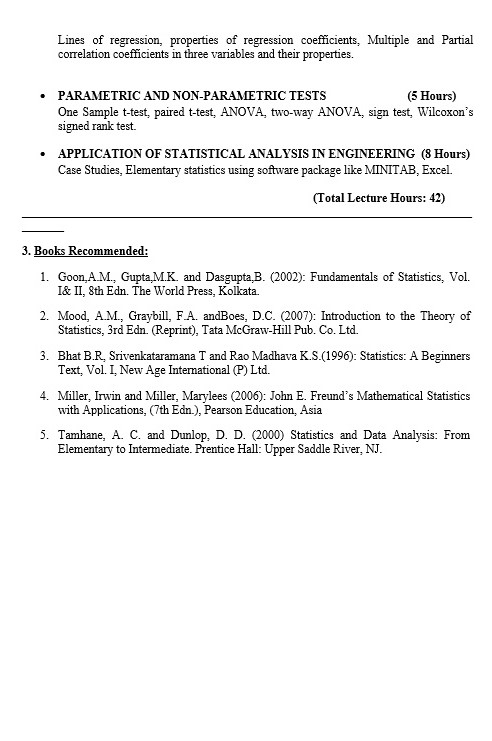 Lines of regression, properties of regression coefficients, Multiple and Partial
correlation coefficients in three variables and their properties.
• PARAMETRIC AND NON-PARAMETRIC TESTS (5 Hours)
One Sample t-test, paired t-test, ANOVA, two-way ANOVA, sign test, Wilcoxon’s
signed rank test.
• APPLICATION OF STATISTICAL ANALYSIS IN ENGINEERING (8 Hours)
Case Studies, Elementary statistics using software package like MINITAB, Excel.
(Total Lecture Hours: 42)
3. Books Recommended:
1. Goon,A.M., Gupta,M.K. and Dasgupta,B. (2002): Fundamentals of Statistics, Vol.
I& II, 8th Edn. The World Press, Kolkata.
2. Mood, A.M., Graybill, F.A. andBoes, D.C. (2007): Introduction to the Theory of
Statistics, 3rd Edn. (Reprint), Tata McGraw-Hill Pub. Co. Ltd.
3. Bhat B.R, Srivenkataramana T and Rao Madhava K.S.(1996): Statistics: A Beginners
Text, Vol. I, New Age International (P) Ltd.
4. Miller, Irwin and Miller, Marylees (2006): John E. Freund’s Mathematical Statistics
with Applications, (7th Edn.), Pearson Education, Asia
5. Tamhane, A. C. and Dunlop, D. D. (2000) Statistics and Data Analysis: From
Elementary to Intermediate. Prentice Hall: Upper Saddle River, NJ.